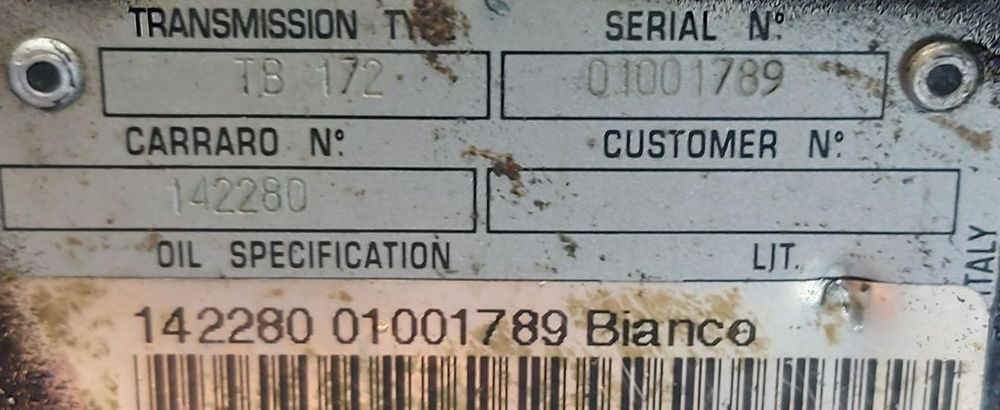 TRANSMISSION TYPE SERIAL N°.
TB 172 01001789
CARRARO N°. CUSTOMER N°.
142280
OIL SPECIFICATION LIT.
ITALY
142280 01001789 Bianco